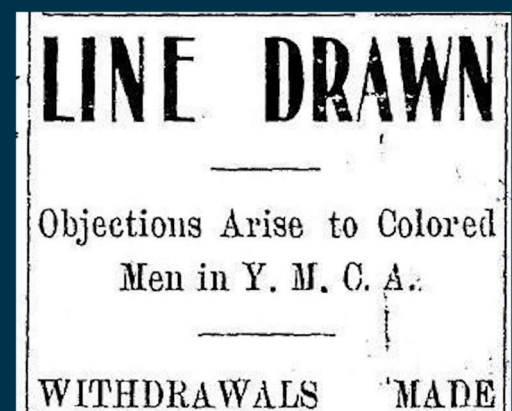 LINE DRAWN
Objections Arise to Colored
Men in Y. M. C. A.
WITHDRAWALS MADE